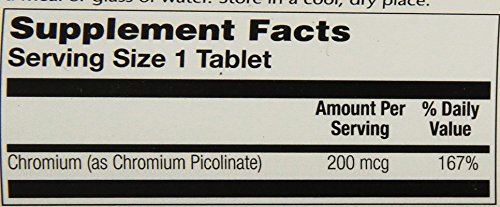 a meal or glass of water. Store in a cool, dry place.
Supplement Facts
Serving Size 1 Tablet
Amount Per Serving
% Daily Value
Chromium (as Chromium Picolinate) 200 mcg 167%